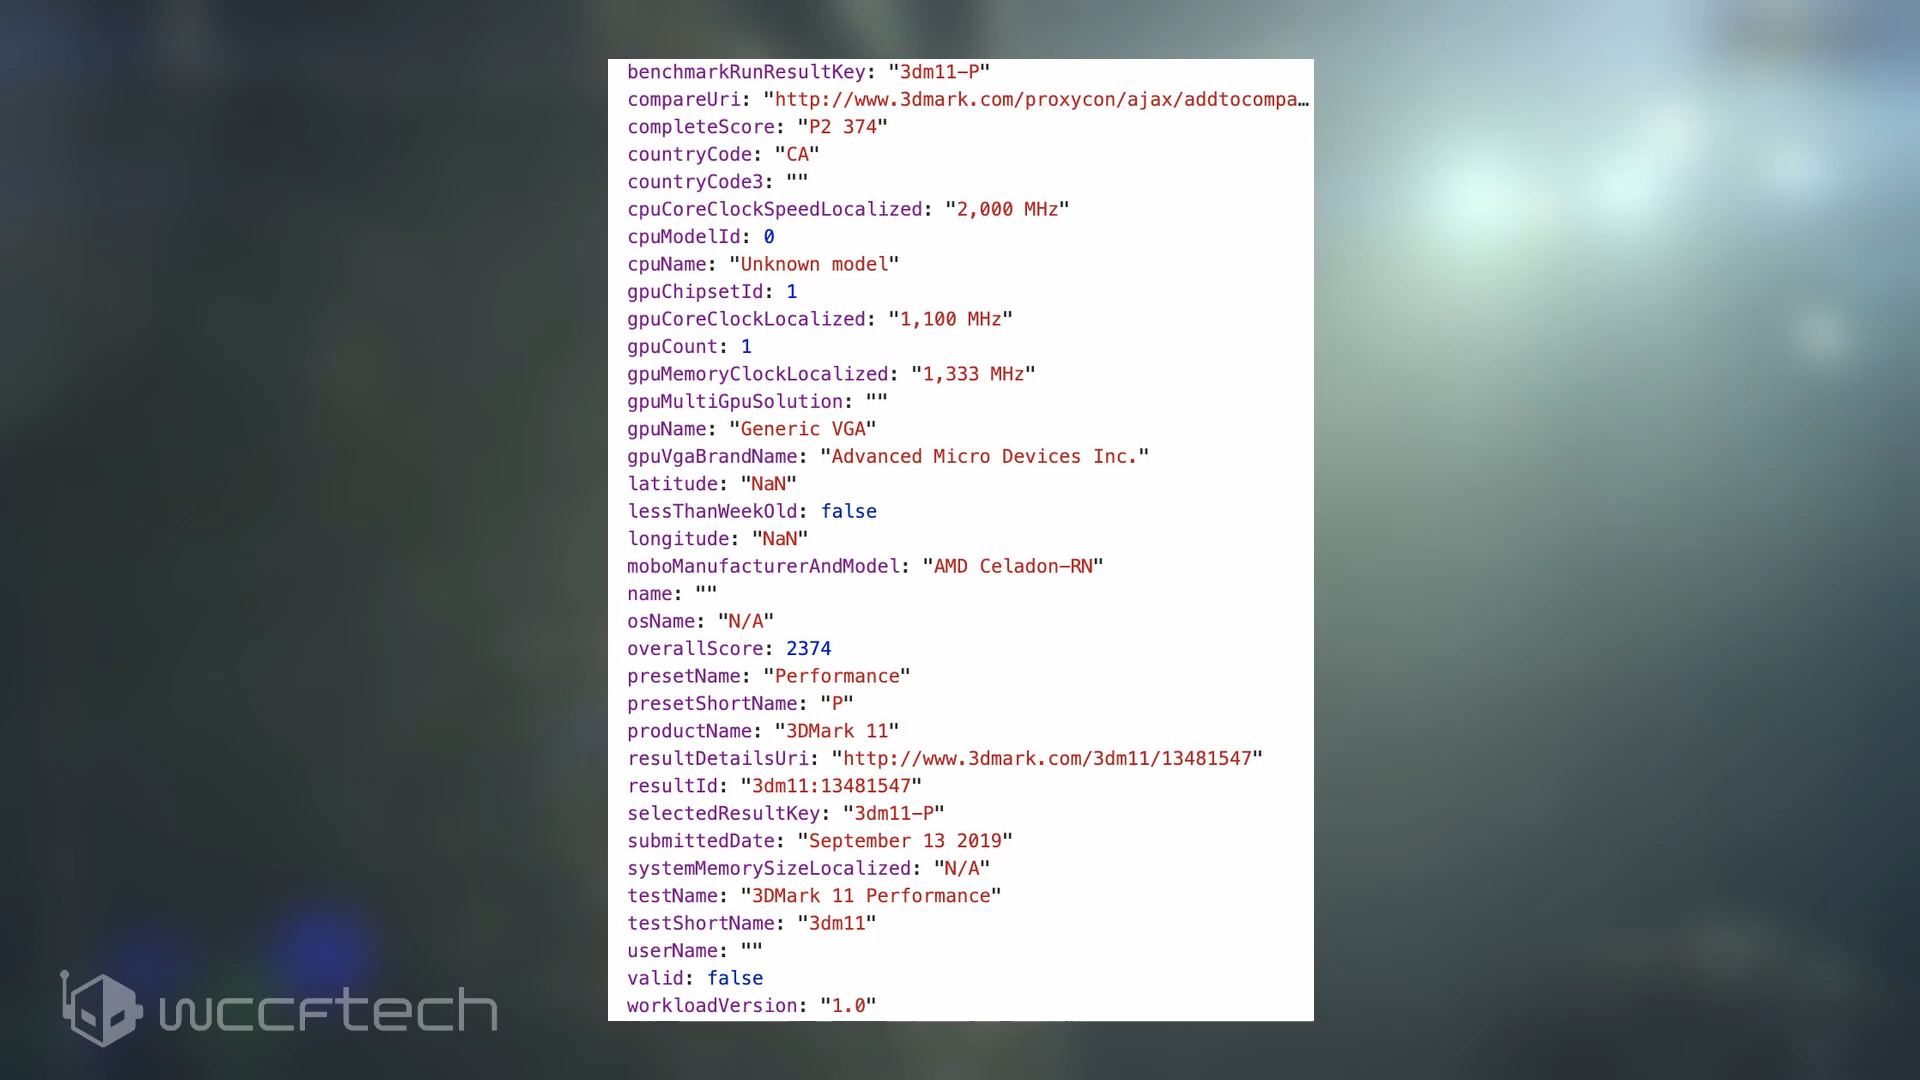 benchmarkRunResultKey: "3dm11-P"
compareUri: "http://www.3dmark.com/proxycon/ajax/addtocompa…
completeScore: "P2 374"
countryCode: "CA"
countryCode3: ""
cpuCoreClockSpeedLocalized: "2,000 MHz"
cpuModelId: 0
cpuName: "Unknown model"
gpuChipsetId: 1
gpuCoreClockLocalized: "1,100 MHz"
gpuCount: 1
gpuMemoryClockLocalized: "1,333 MHz"
gpuMultiGpuSolution: ""
gpuName: "Generic VGA"
gpuVgaBrandName: "Advanced Micro Devices Inc."
latitude: "NaN"
lessThanWeekOld: false
longitude: "NaN"
moboManufacturerAndModel: "AMD Celadon-RN"
name: ""
osName: "N/A"
overallScore: 2374
presetName: "Performance"
presetShortName: "P"
productName: "3DMark 11"
resultDetailsUri: "http://www.3dmark.com/3dm11/13481547"
resultId: "3dm11:13481547"
selectedResultKey: "3dm11-P"
submittedDate: "September 13 2019"
systemMemorySizeLocalized: "N/A"
testName: "3DMark 11 Performance"
testShortName: "3dm11"
userName: ""
valid: false
workloadVersion: "1.0"
wccftech